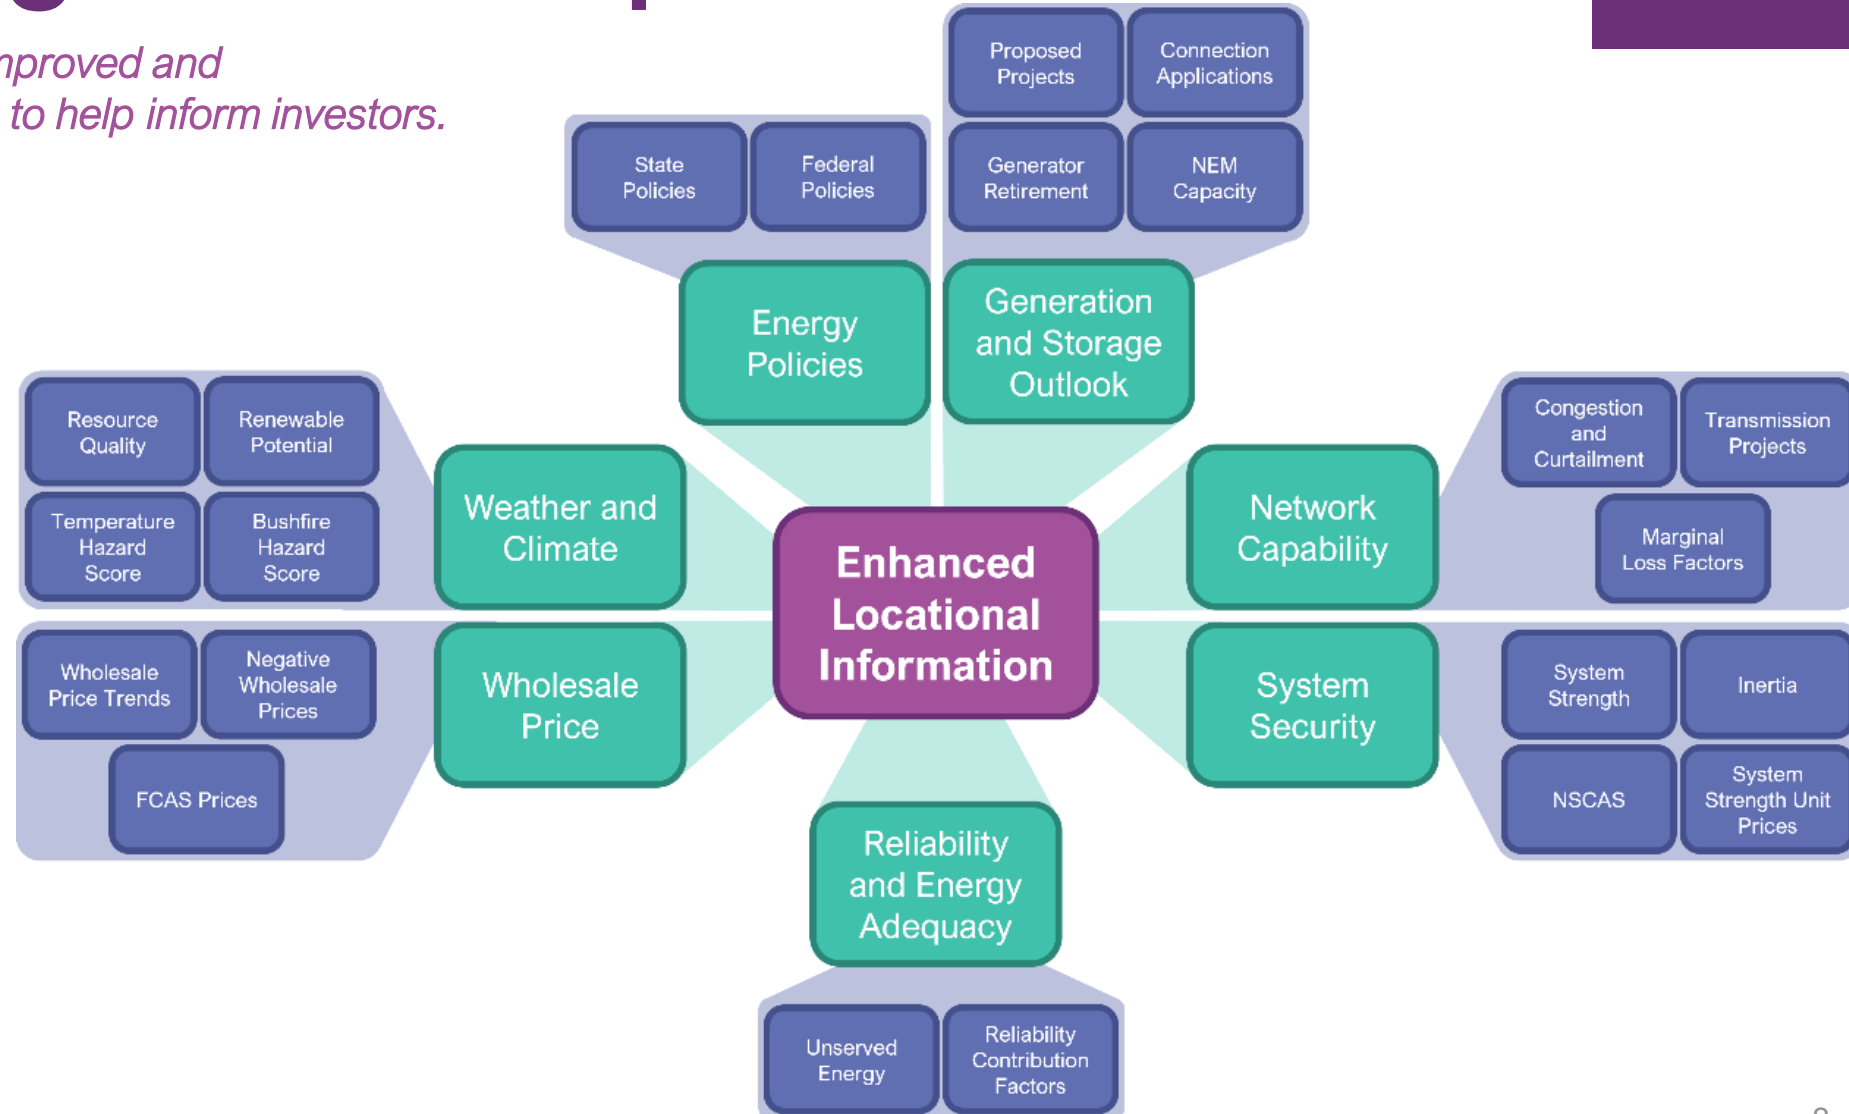 improved and
to help inform investors.
Proposed
Projects
Connection
Applications
State
Policies
Federal
Policies
Generator
Retirement
NEM
Capacity
Energy
Policies
Generation
and Storage
Outlook
Resource
Quality
Renewable
Potential
Temperature
Hazard
Score
Bushfire
Hazard
Score
Weather and
Climate
Network
Capability
Congestion
and
Curtailment
Transmission
Projects
Marginal
Loss Factors
Enhanced
Locational
Information
Wholesale
Price Trends
Negative
Wholesale
Prices
FCAS Prices
Wholesale
Price
System
Security
System
Strength
Inertia
NSCAS
System
Strength Unit
Prices
Reliability
and Energy
Adequacy
Unserved
Energy
Reliability
Contribution
Factors